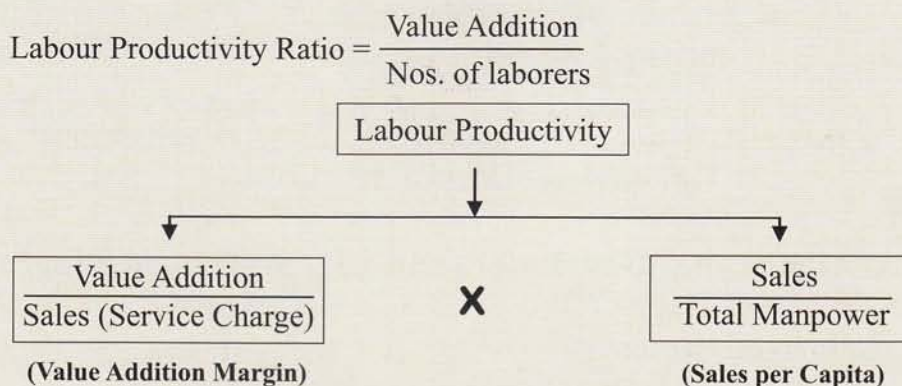 Value Addition
Labour Productivity Ratio =
Nos. of laborers
Labour Productivity
Value Addition
Sales (Service Charge)
X
Sales
Total Manpower
(Value Addition Margin)
(Sales per Capita)